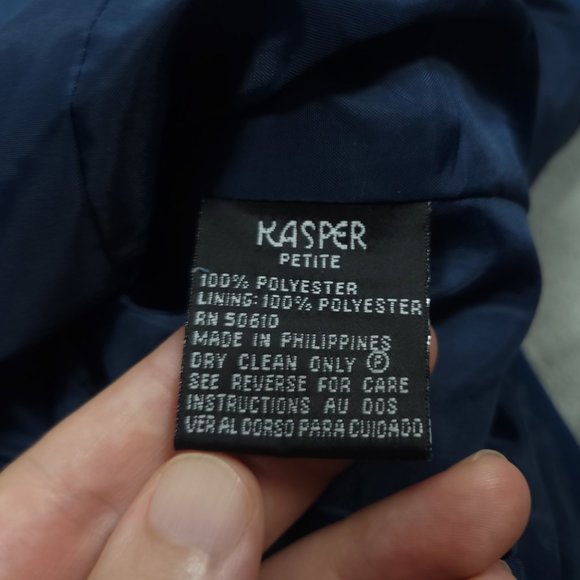 KASPER
PETITE
100% POLYESTER
LINING: 100% POLYESTER
RN 50610
MADE IN PHILIPPINES
DRY CLEAN ONLY Ⓟ
SEE REVERSE FOR CARE
INSTRUCTIONS AU DOS
VER AL DORSO PARA CUIDADO